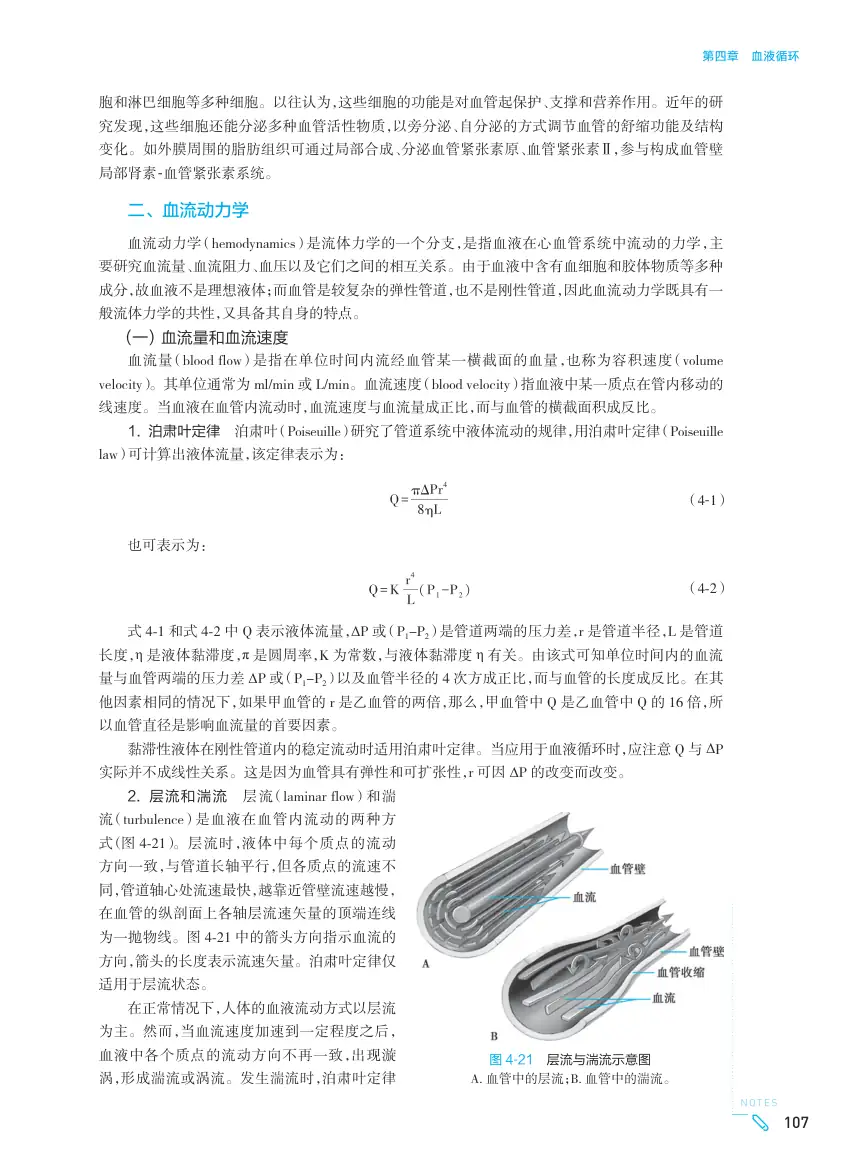 第四章 血液循环
胞和淋巴细胞等多种细胞。以往认为,这些细胞的功能是对血管起保护、支撑和营养作用。近年的研
究发现,这些细胞还能分泌多种血管活性物质,以旁分泌、自分泌的方式调节血管的舒缩功能及结构
变化。如外膜周围的脂肪组织可通过局部合成、分泌血管紧张素原、血管紧张素Ⅱ,参与构成血管壁
局部肾素-血管紧张素系统。
二、血流动力学
血流动力学(hemodynamics)是流体力学的一个分支,是指血液在心血管系统中流动的力学,主
要研究血流量、血流阻力、血压以及它们之间的相互关系。由于血液中含有血细胞和胶体物质等多种
成分,故血液不是理想液体;而血管是较复杂的弹性管道,也不是刚性管道,因此血流动力学既具有一
般流体力学的共性,又具备其自身的特点。
(一)血流量和血流速度
血流量(blood flow)是指在单位时间内流经血管某一横截面的血量,也称为容积速度(volume
velocity)。其单位通常为 ml/min 或 L/min。血流速度(blood velocity)指血液中某一质点在管内移动的
线速度。当血液在血管内流动时,血流速度与血流量成正比,而与血管的横截面积成反比。
1. 泊肃叶定律 泊肃叶(Poiseuille)研究了管道系统中液体流动的规律,用泊肃叶定律(Poiseuille
law)可计算出液体流量,该定律表示为:
Q=πΔPr⁴/8ηL (4-1)
也可表示为:
Q=K r⁴/L (P₁-P₂) (4-2)
式 4-1 和式 4-2 中 Q 表示液体流量,ΔP 或(P₁–P₂)是管道两端的压力差,r 是管道半径,L 是管道
长度,η 是液体黏滞度,π 是圆周率,K 为常数,与液体黏滞度 η 有关。由该式可知单位时间内的血流
量与血管两端的压力差 ΔP 或(P₁–P₂)以及血管半径的 4 次方成正比,而与血管的长度成反比。在其
他因素相同的情况下,如果甲血管的 r 是乙血管的两倍,那么,甲血管中 Q 是乙血管中 Q 的 16 倍,所
以血管直径是影响血流量的首要因素。
黏滞性液体在刚性管道内的稳定流动时适用泊肃叶定律。当应用于血液循环时,应注意 Q 与 ΔP
实际并不成线性关系。这是因为血管具有弹性和可扩张性,r 可因 ΔP 的改变而改变。
2. 层流和湍流 层流(laminar flow)和湍
流(turbulence)是血液在血管内流动的两种方
式(图 4-21)。层流时,液体中每个质点的流动
方向一致,与管道长轴平行,但各质点的流速不
同,管道轴心处流速最快,越靠近管壁流速越慢,
在血管的纵剖面上各轴层流速矢量的顶端连线
为一抛物线。图 4-21 中的箭头方向指示血流的
方向,箭头的长度表示流速矢量。泊肃叶定律仅
适用于层流状态。
在正常情况下,人体的血液流动方式以层流
为主。然而,当血流速度加速到一定程度之后,
血液中各个质点的流动方向不再一致,出现漩
涡,形成湍流或涡流。发生湍流时,泊肃叶定律
血管壁
血流
A
血管壁
血管收缩
血流
B
图 4-21 层流与湍流示意图
A. 血管中的层流;B. 血管中的湍流。
NOTES
107